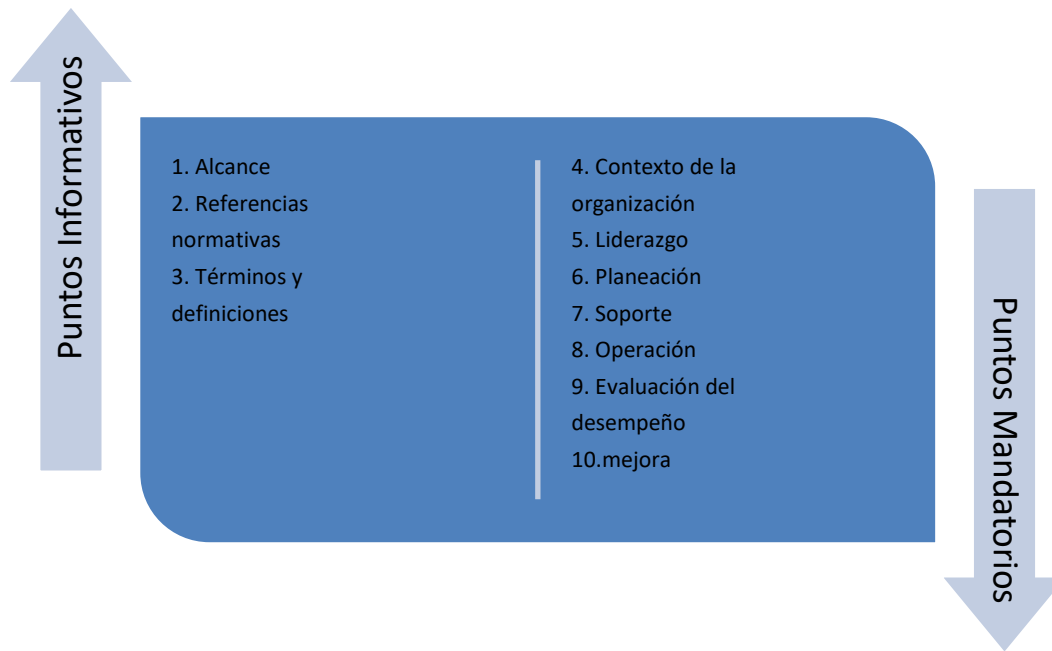 Puntos Informativos
1. Alcance
2. Referencias
normativas
3. Términos y
definiciones
4. Contexto de la
organización
5. Liderazgo
6. Planeación
7. Soporte
8. Operación
9. Evaluación del
desempeño
10.mejora
Puntos Mandatorios